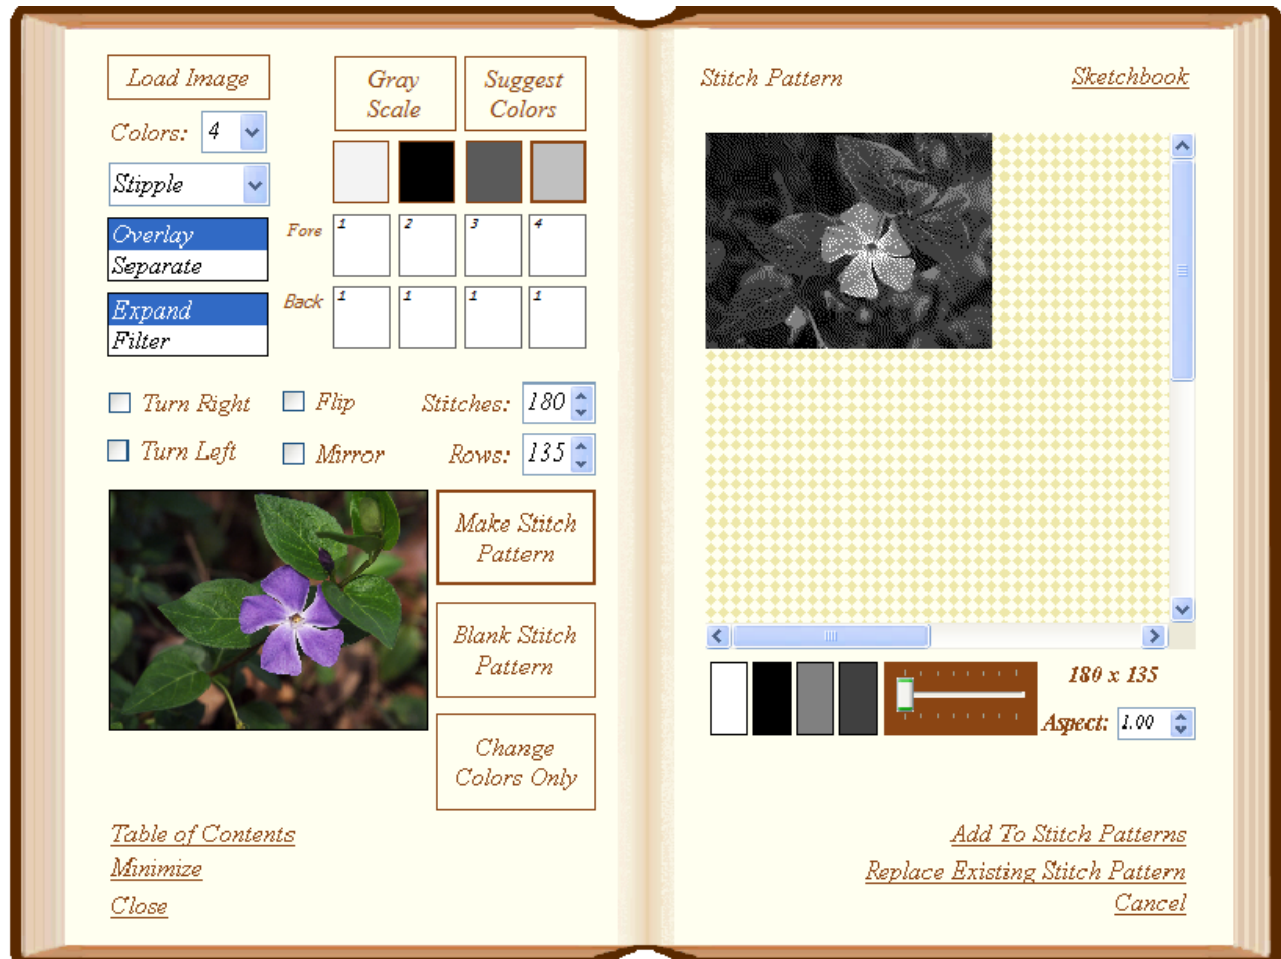 Load Image
Gray
Scale
Suggest
Colors
Colors: 4
Stipple
Overlay
Separate
Expand
Filter
Fore 1 2 3 4
Back 1 1 1 1
Turn Right
Flip
Stitches: 180
Turn Left
Mirror
Rows: 135
Make Stitch
Pattern
Blank Stitch
Pattern
Change
Colors Only
Table of Contents
Minimize
Close
Stitch Pattern
Sketchbook
180 x 135
Aspect: 1.00
Add To Stitch Patterns
Replace Existing Stitch Pattern
Cancel